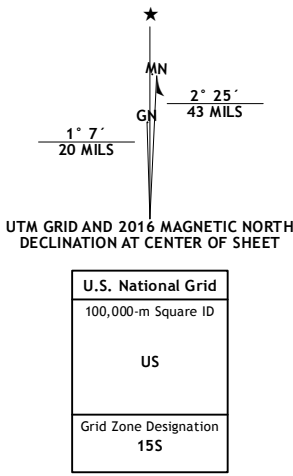 ★
MN
2° 25´
43 MILS
GN
1° 7´
20 MILS
UTM GRID AND 2016 MAGNETIC NORTH
DECLINATION AT CENTER OF SHEET
U.S. National Grid
100,000-m Square ID
US
Grid Zone Designation
15S